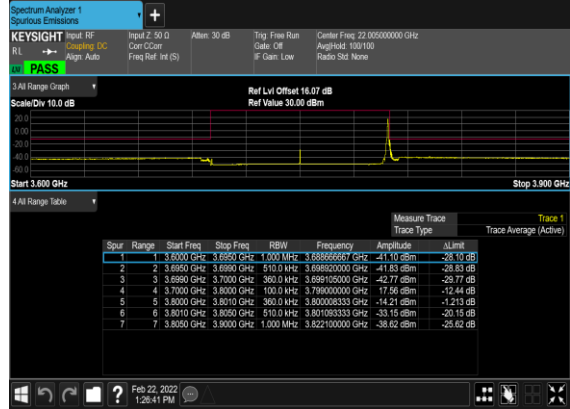 Spectrum Analyzer 1
Spurious Emissions
+
KEYSIGHT Input: RF Input Z: 50 Ω Atten: 30 dB Trig: Free Run Center Freq: 22.005000000 GHz
RL Coupling: DC Corr CCorr Gate: Off Avg|Hold: 100/100
Align: Auto Freq Ref: Int (S) IF Gain: Low Radio Std: None
PASS
3 All Range Graph
Ref Lvl Offset 16.07 dB
Scale/Div 10.0 dB Ref Value 30.00 dBm
20.0
0.00
-20.0
-40.0
-60.0
Start 3.600 GHz Stop 3.900 GHz
4 All Range Table
Measure Trace Trace 1
Trace Type Trace Average (Active)
Spur Range Start Freq Stop Freq RBW Frequency Amplitude ΔLimit
1 1 3.6000 GHz 3.6950 GHz 1.000 MHz 3.688666667 GHz -41.10 dBm -28.10 dB
2 2 3.6950 GHz 3.6990 GHz 510.0 kHz 3.698920000 GHz -41.83 dBm -28.83 dB
3 3 3.6990 GHz 3.7000 GHz 360.0 kHz 3.699105000 GHz -42.77 dBm -29.77 dB
4 4 3.7000 GHz 3.8000 GHz 100.0 kHz 3.799000000 GHz 17.56 dBm -12.44 dB
5 5 3.8000 GHz 3.8010 GHz 360.0 kHz 3.800008333 GHz -14.21 dBm -1.213 dB
6 6 3.8010 GHz 3.8050 GHz 510.0 kHz 3.801093333 GHz -33.15 dBm -20.15 dB
7 7 3.8050 GHz 3.9000 GHz 1.000 MHz 3.822100000 GHz -38.62 dBm -25.62 dB
? Feb 22, 2022
1:26:41 PM